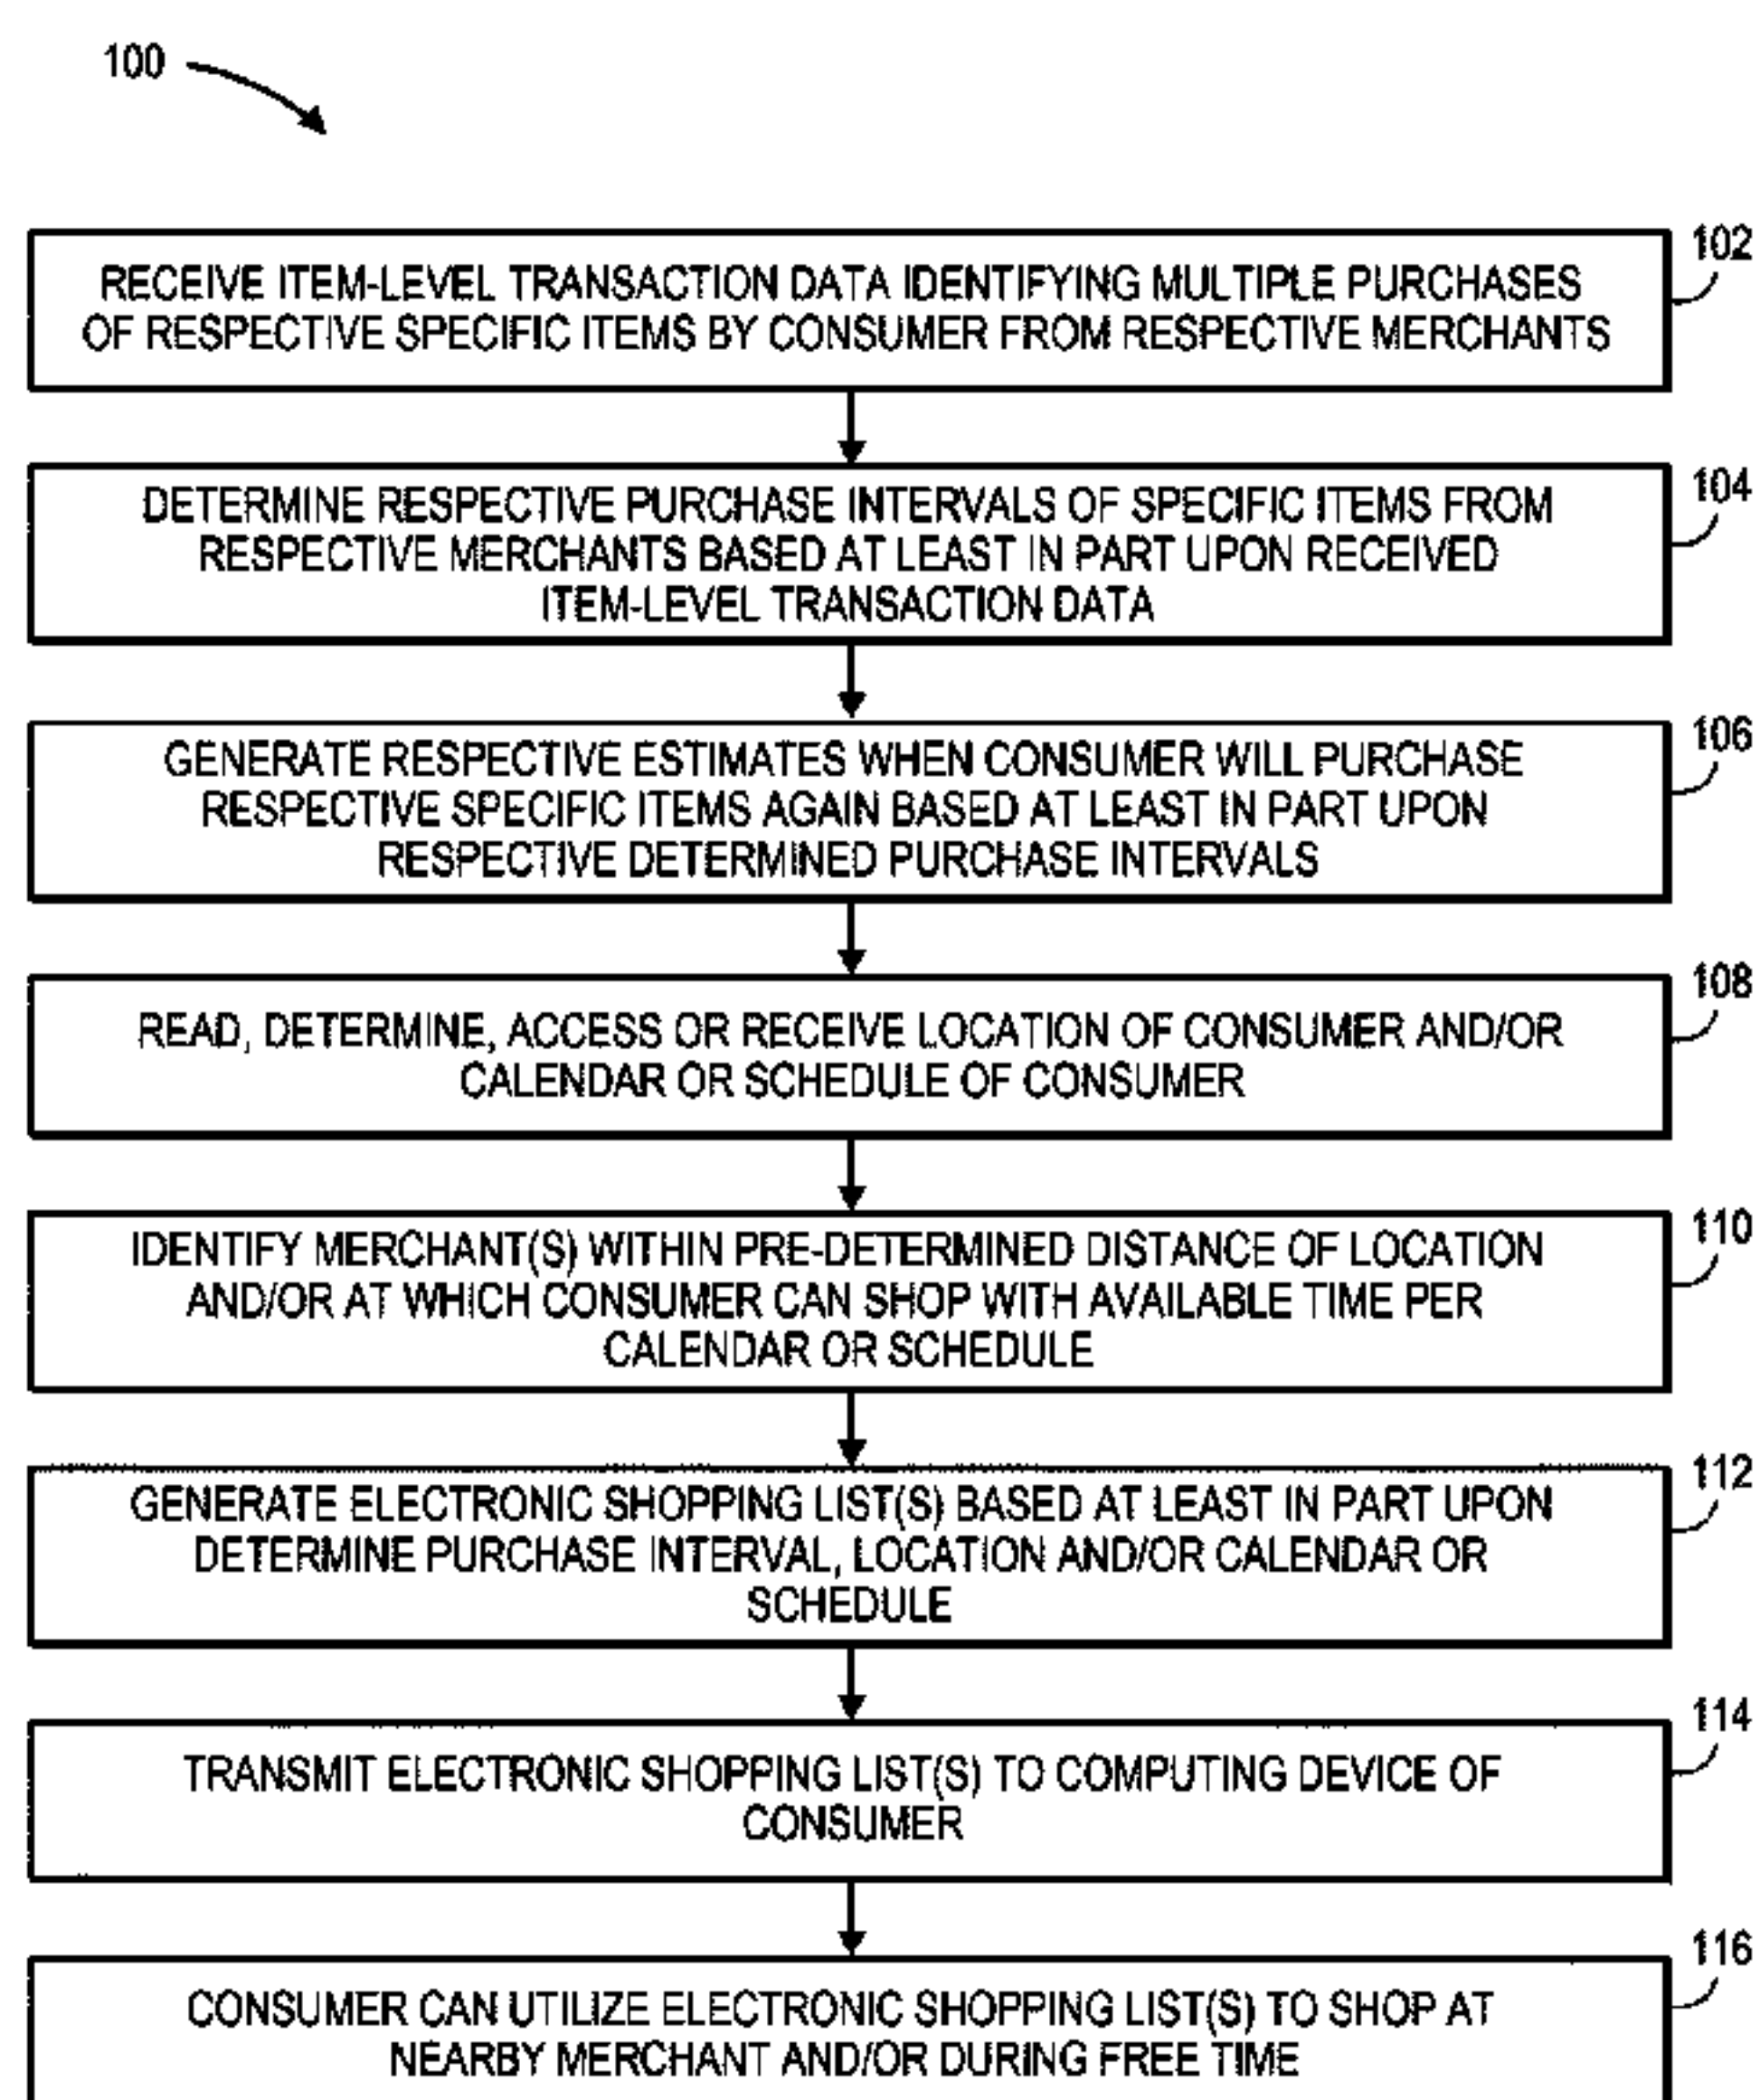 100
102
RECEIVE ITEM-LEVEL TRANSACTION DATA IDENTIFYING MULTIPLE PURCHASES
OF RESPECTIVE SPECIFIC ITEMS BY CONSUMER FROM RESPECTIVE MERCHANTS
104
DETERMINE RESPECTIVE PURCHASE INTERVALS OF SPECIFIC ITEMS FROM
RESPECTIVE MERCHANTS BASED AT LEAST IN PART UPON RECEIVED
ITEM-LEVEL TRANSACTION DATA
106
GENERATE RESPECTIVE ESTIMATES WHEN CONSUMER WILL PURCHASE
RESPECTIVE SPECIFIC ITEMS AGAIN BASED AT LEAST IN PART UPON
RESPECTIVE DETERMINED PURCHASE INTERVALS
108
READ, DETERMINE, ACCESS OR RECEIVE LOCATION OF CONSUMER AND/OR
CALENDAR OR SCHEDULE OF CONSUMER
110
IDENTIFY MERCHANT(S) WITHIN PRE-DETERMINED DISTANCE OF LOCATION
AND/OR AT WHICH CONSUMER CAN SHOP WITH AVAILABLE TIME PER
CALENDAR OR SCHEDULE
112
GENERATE ELECTRONIC SHOPPING LIST(S) BASED AT LEAST IN PART UPON
DETERMINE PURCHASE INTERVAL, LOCATION AND/OR CALENDAR OR
SCHEDULE
114
TRANSMIT ELECTRONIC SHOPPING LIST(S) TO COMPUTING DEVICE OF
CONSUMER
116
CONSUMER CAN UTILIZE ELECTRONIC SHOPPING LIST(S) TO SHOP AT
NEARBY MERCHANT AND/OR DURING FREE TIME